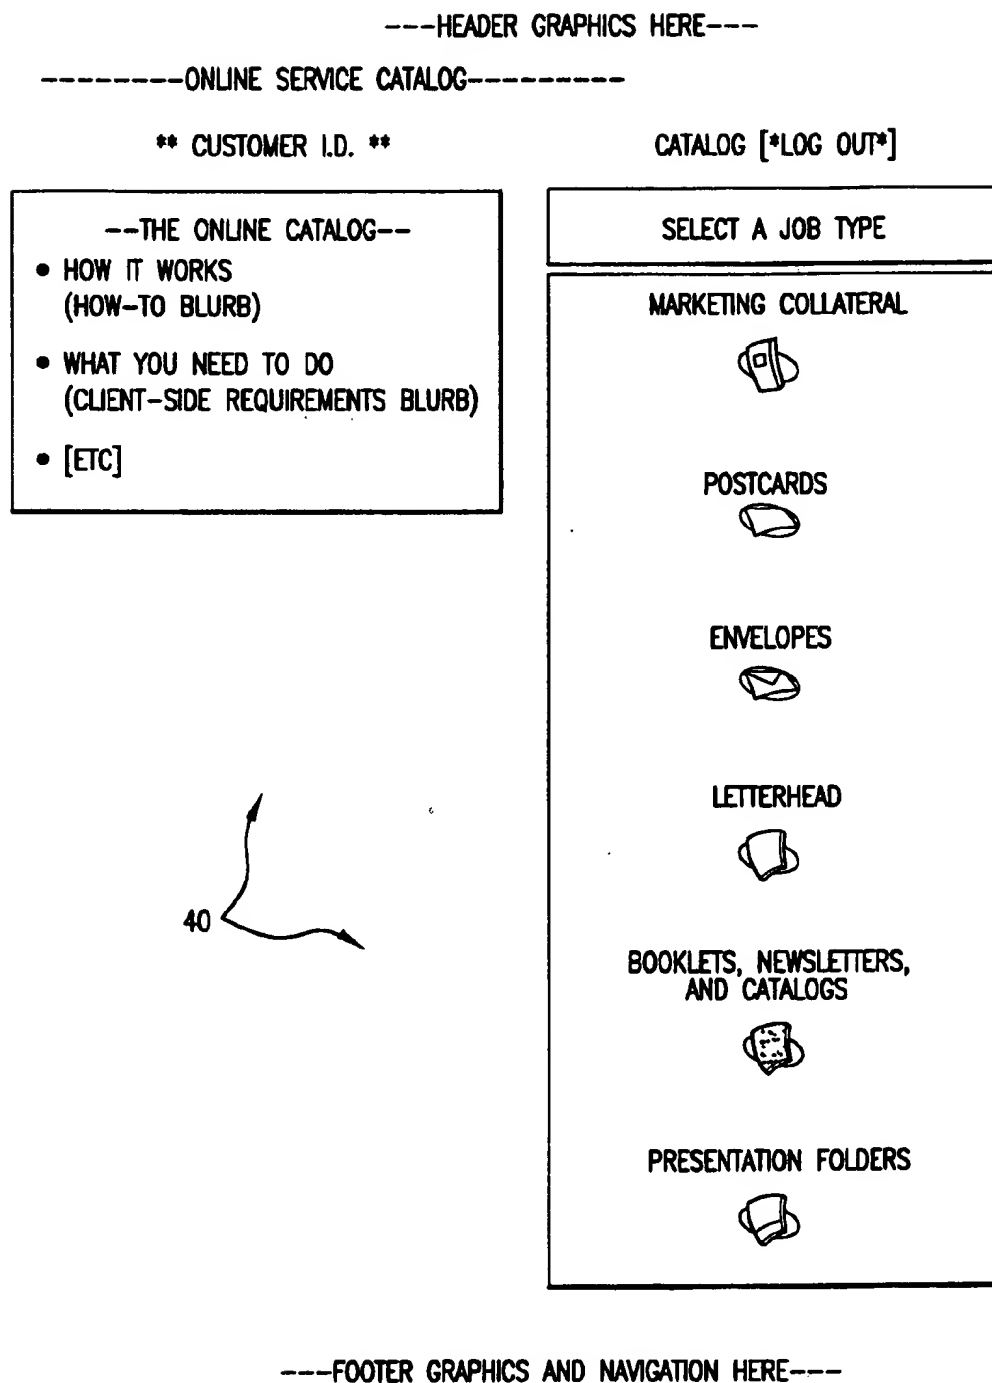 ---HEADER GRAPHICS HERE---
--------ONLINE SERVICE CATALOG---------
** CUSTOMER I.D. **
CATALOG [*LOG OUT*]
--THE ONLINE CATALOG--
• HOW IT WORKS
(HOW-TO BLURB)
• WHAT YOU NEED TO DO
(CLIENT-SIDE REQUIREMENTS BLURB)
• [ETC]
SELECT A JOB TYPE
MARKETING COLLATERAL
POSTCARDS
ENVELOPES
LETTERHEAD
BOOKLETS, NEWSLETTERS,
AND CATALOGS
PRESENTATION FOLDERS
40
---FOOTER GRAPHICS AND NAVIGATION HERE---